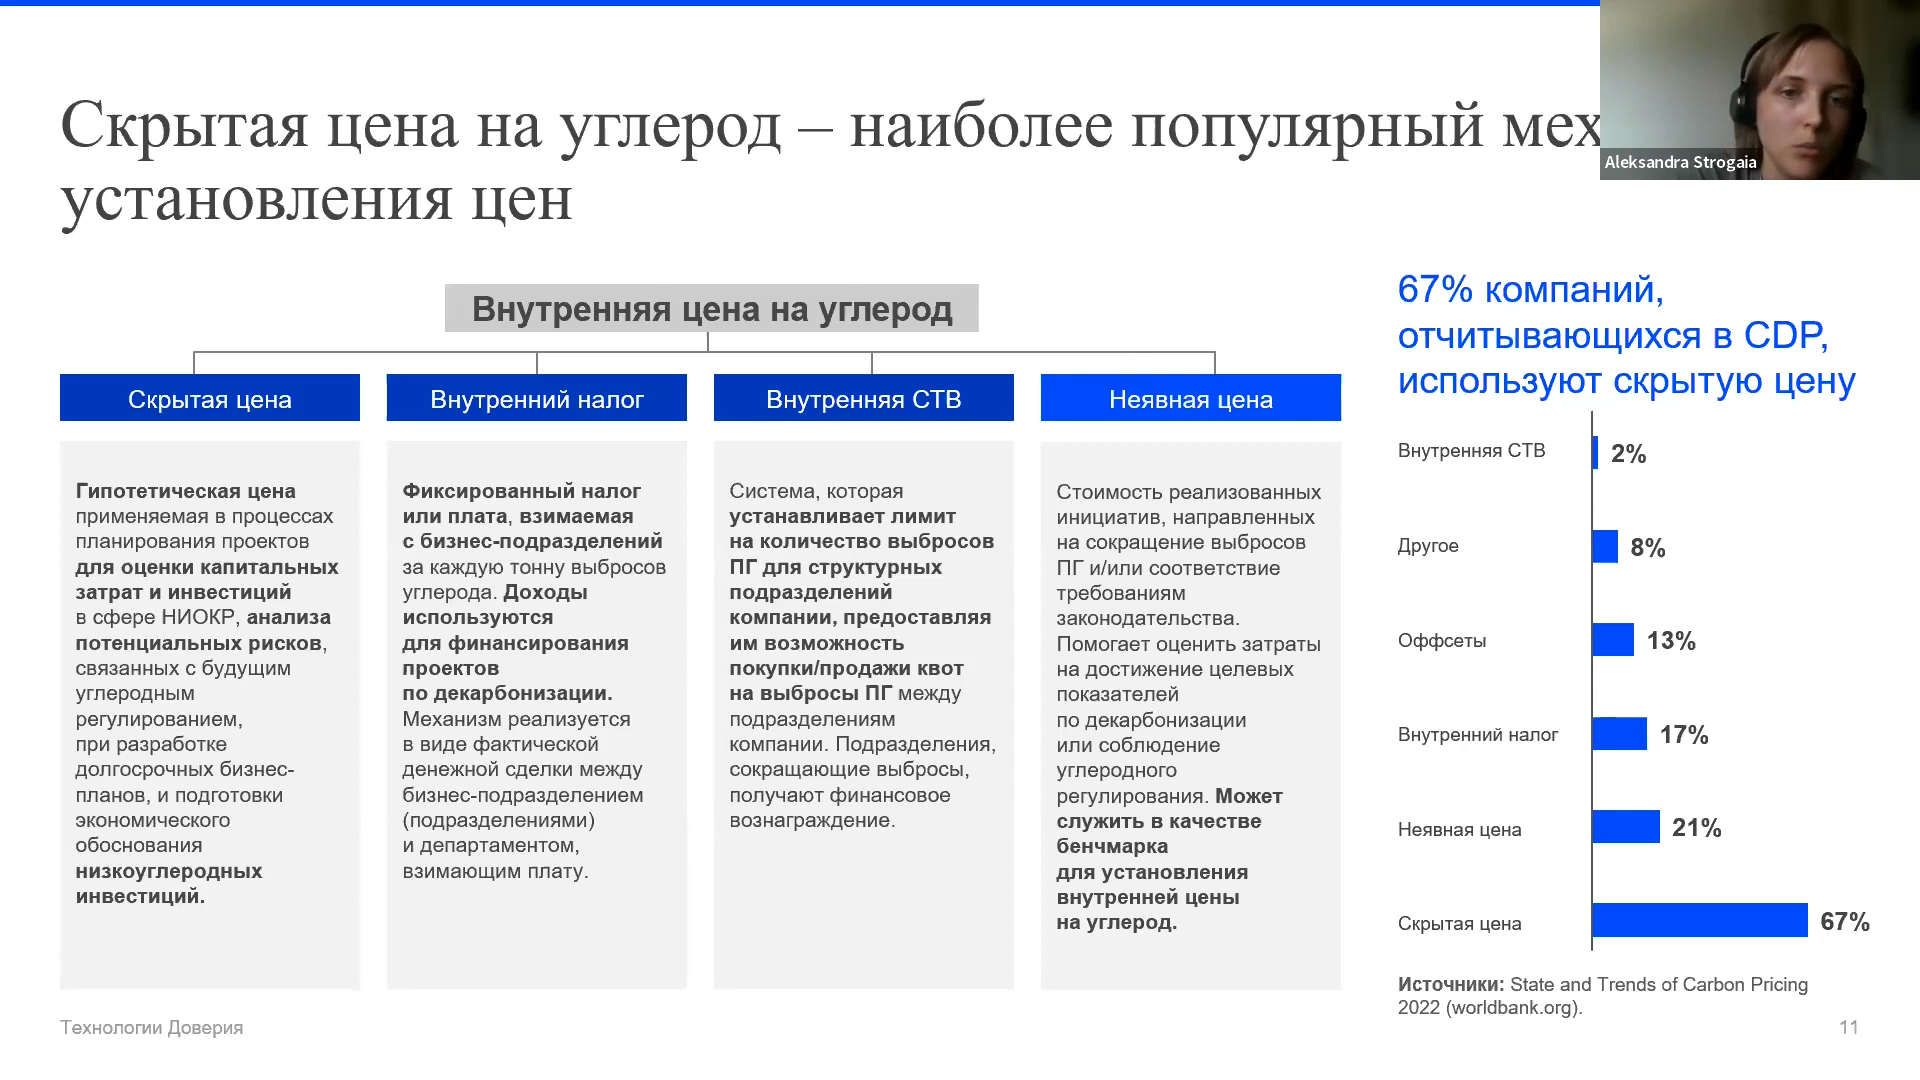 Скрытая цена на углерод – наиболее популярный мех
установления цен
Aleksandra Strogaia
Внутренняя цена на углерод
Скрытая цена
Гипотетическая цена
применяемая в процессах
планирования проектов
для оценки капитальных
затрат и инвестиций
в сфере НИОКР, анализа
потенциальных рисков,
связанных с будущим
углеродным
регулированием,
при разработке
долгосрочных бизнес-
планов, и подготовки
экономического
обоснования
низкоуглеродных
инвестиций.
Внутренний налог
Фиксированный налог
или плата, взимаемая
с бизнес-подразделений
за каждую тонну выбросов
углерода. Доходы
используются
для финансирования
проектов
по декарбонизации.
Механизм реализуется
в виде фактической
денежной сделки между
бизнес-подразделением
(подразделениями)
и департаментом,
взимающим плату.
Внутренняя СТВ
Система, которая
устанавливает лимит
на количество выбросов
ПГ для структурных
подразделений
компании, предоставляя
им возможность
покупки/продажи квот
на выбросы ПГ между
подразделениям
компании. Подразделения,
сокращающие выбросы,
получают финансовое
вознаграждение.
Неявная цена
Стоимость реализованных
инициатив, направленных
на сокращение выбросов
ПГ и/или соответствие
требованиям
законодательства.
Помогает оценить затраты
на достижение целевых
показателей
по декарбонизации
или соблюдение
углеродного
регулирования. Может
служить в качестве
бенчмарка
для установления
внутренней цены
на углерод.
67% компаний,
отчитывающихся в CDP,
используют скрытую цену
Внутренняя СТВ 2%
Другое 8%
Оффсеты 13%
Внутренний налог 17%
Неявная цена 21%
Скрытая цена 67%
Источники: State and Trends of Carbon Pricing
2022 (worldbank.org).
Технологии Доверия
11